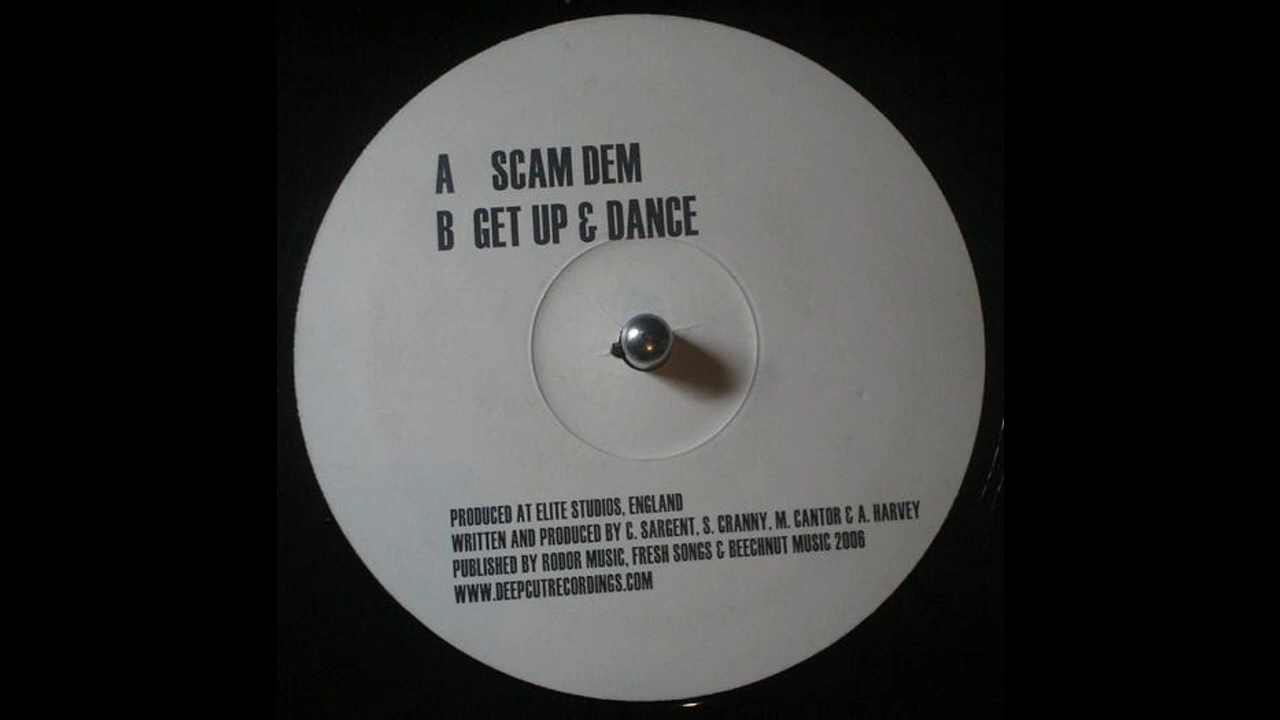 A SCAM DEM
B GET UP & DANCE
PRODUCED AT ELITE STUDIOS, ENGLAND
WRITTEN AND PRODUCED BY C. SARGENT, S. CRANNY, M. CANTOR & A. HARVEY
PUBLISHED BY RODOR MUSIC, FRESH SONGS & BEECHNUT MUSIC 2006
WWW.DEEPCUTRECORDINGS.COM